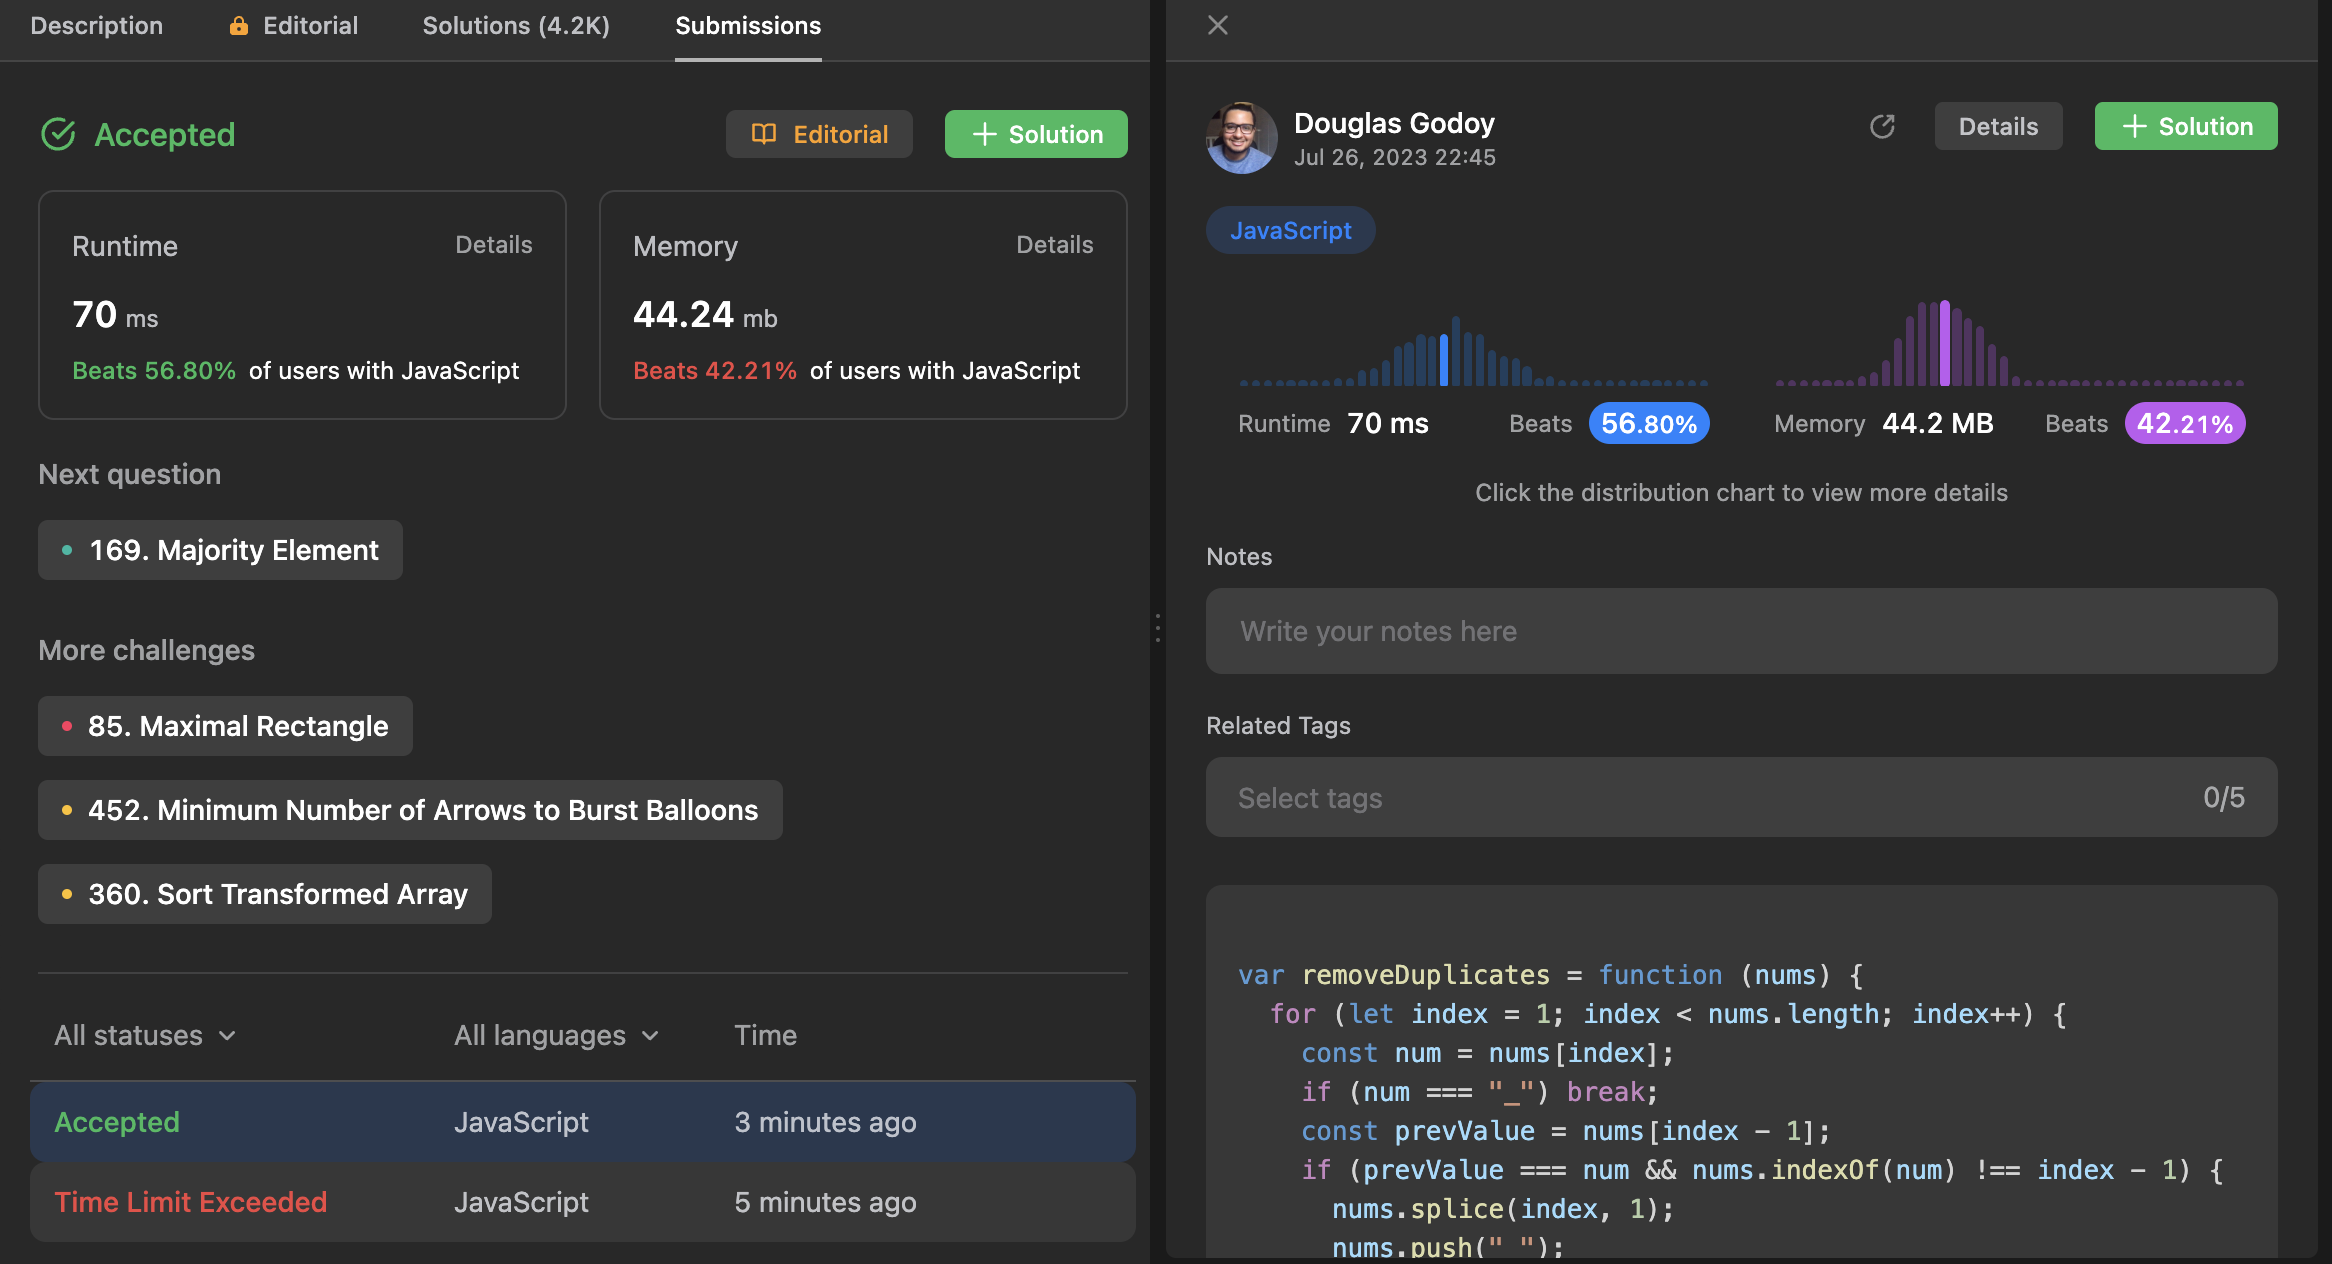 Description
Editorial
Solutions (4.2K)
Submissions
Accepted
Editorial
Solution
Runtime
Details
70 ms
Beats 56.80% of users with JavaScript
Memory
Details
44.24 mb
Beats 42.21% of users with JavaScript
Next question
169. Majority Element
More challenges
85. Maximal Rectangle
452. Minimum Number of Arrows to Burst Balloons
360. Sort Transformed Array
All statuses
All languages
Time
Accepted
JavaScript
3 minutes ago
Time Limit Exceeded
JavaScript
5 minutes ago
Douglas Godoy
Jul 26, 2023 22:45
Details
Solution
JavaScript
Runtime 70 ms
Beats 56.80%
Memory 44.2 MB
Beats 42.21%
Click the distribution chart to view more details
Notes
Write your notes here
Related Tags
Select tags
0/5
var removeDuplicates = function (nums) {
for (let index = 1; index < nums.length; index++) {
const num = nums[index];
if (num === "_") break;
const prevValue = nums[index - 1];
if (prevValue === num && nums.indexOf(num) !== index - 1) {
nums.splice(index, 1);
nums.push("_");